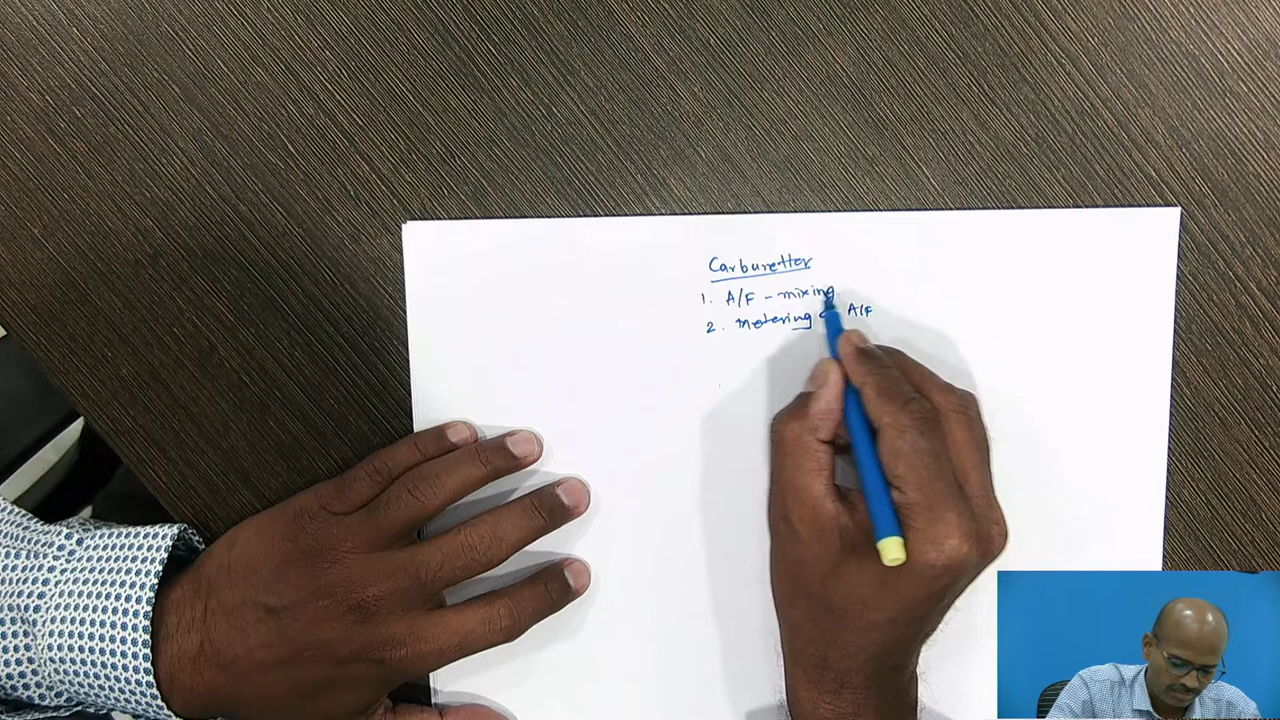 Carburetter
1. A/F - mixing
2. Metering A/F